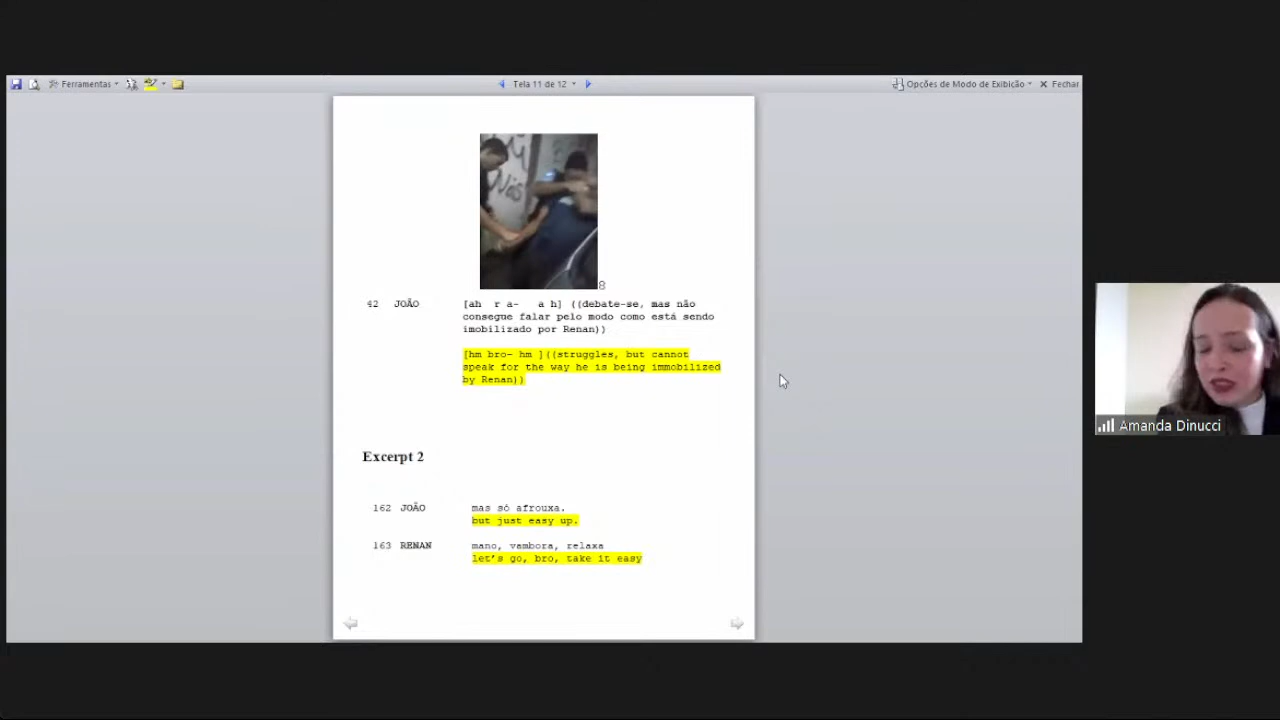 Ferramentas
Tela 11 de 12
Opções de Modo de Exibição
Fechar
Nós
8
42 JOÃO [ah r a- a h] ((debate-se, mas não
consegue falar pelo modo como está sendo
imobilizado por Renan))
[hm bro- hm ]((struggles, but cannot
speak for the way he is being immobilized
by Renan))
Amanda Dinucci
Excerpt 2
162 JOÃO mas só afrouxa.
but just easy up.
163 RENAN mano, vambora, relaxa
let's go, bro, take it easy